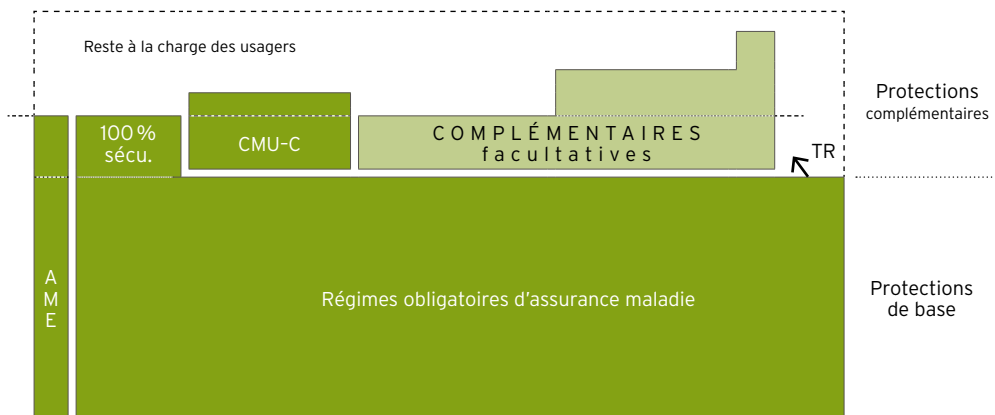 Reste à la charge des usagers
Protections
complémentaires
100 %
sécu.
CMU-C
COMPLÉMENTAIRES
facultatives
TR
A
M
E
Régimes obligatoires d'assurance maladie
Protections
de base